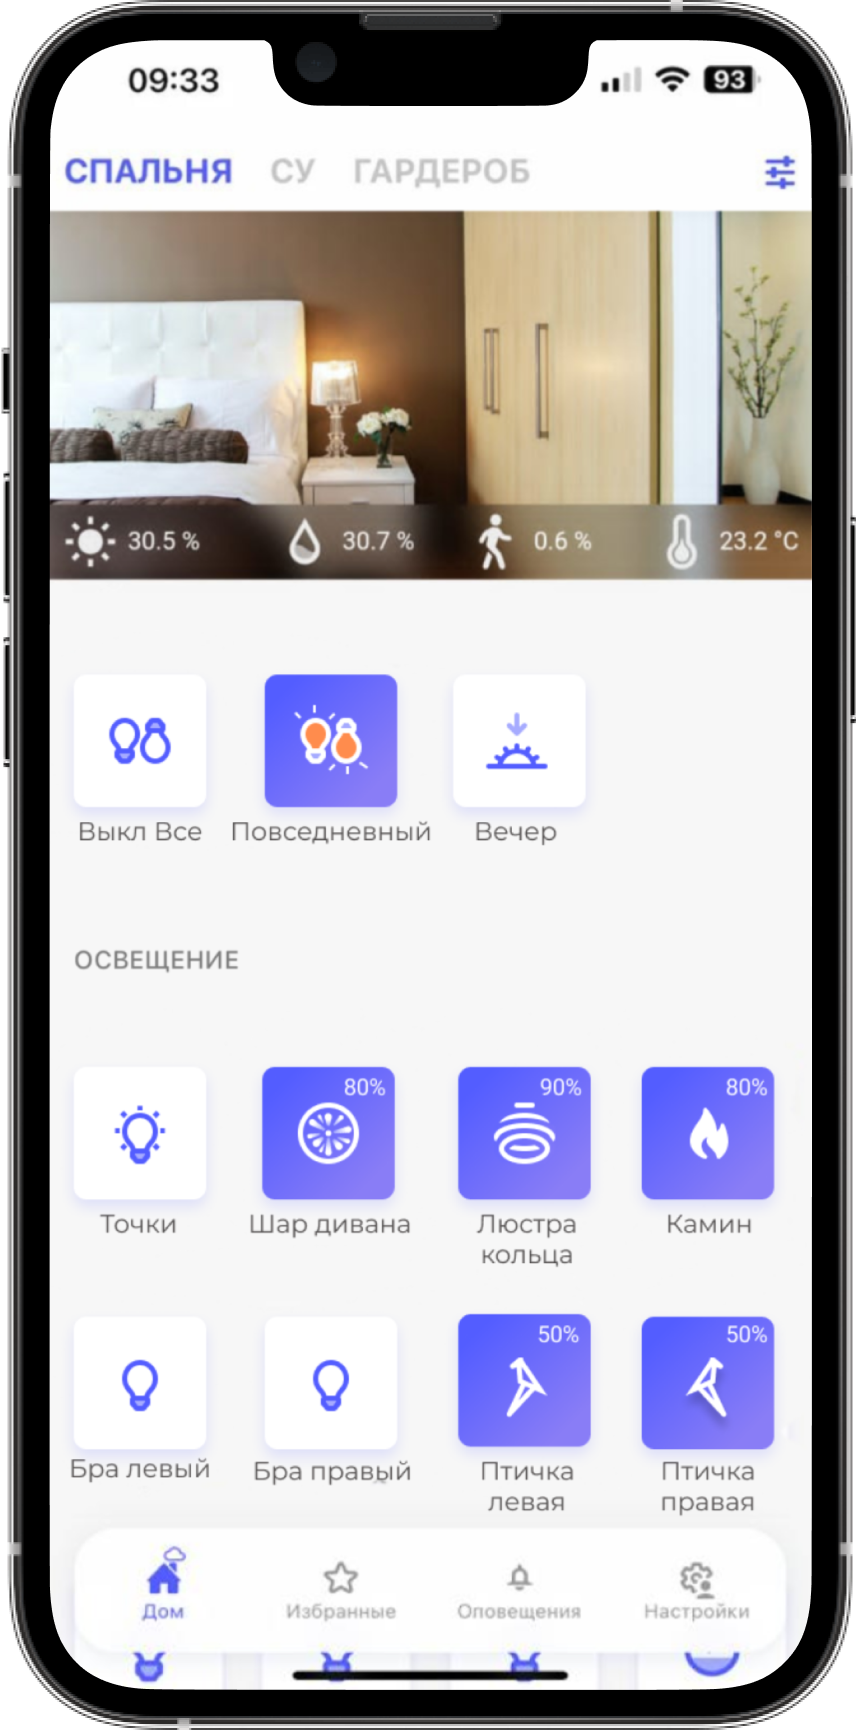 09:33
93
СПАЛЬНЯ СУ ГАРДЕРОБ
30.5 % 30.7 % 0.6 % 23.2 °C
Выкл Все Повседневный Вечер
ОСВЕЩЕНИЕ
80% 90% 80%
Точки Шар дивана Люстра Камин
кольца
50% 50%
Бра левый Бра правый Птичка Птичка
левая правая
Дом Избранные Оповещения Настройки